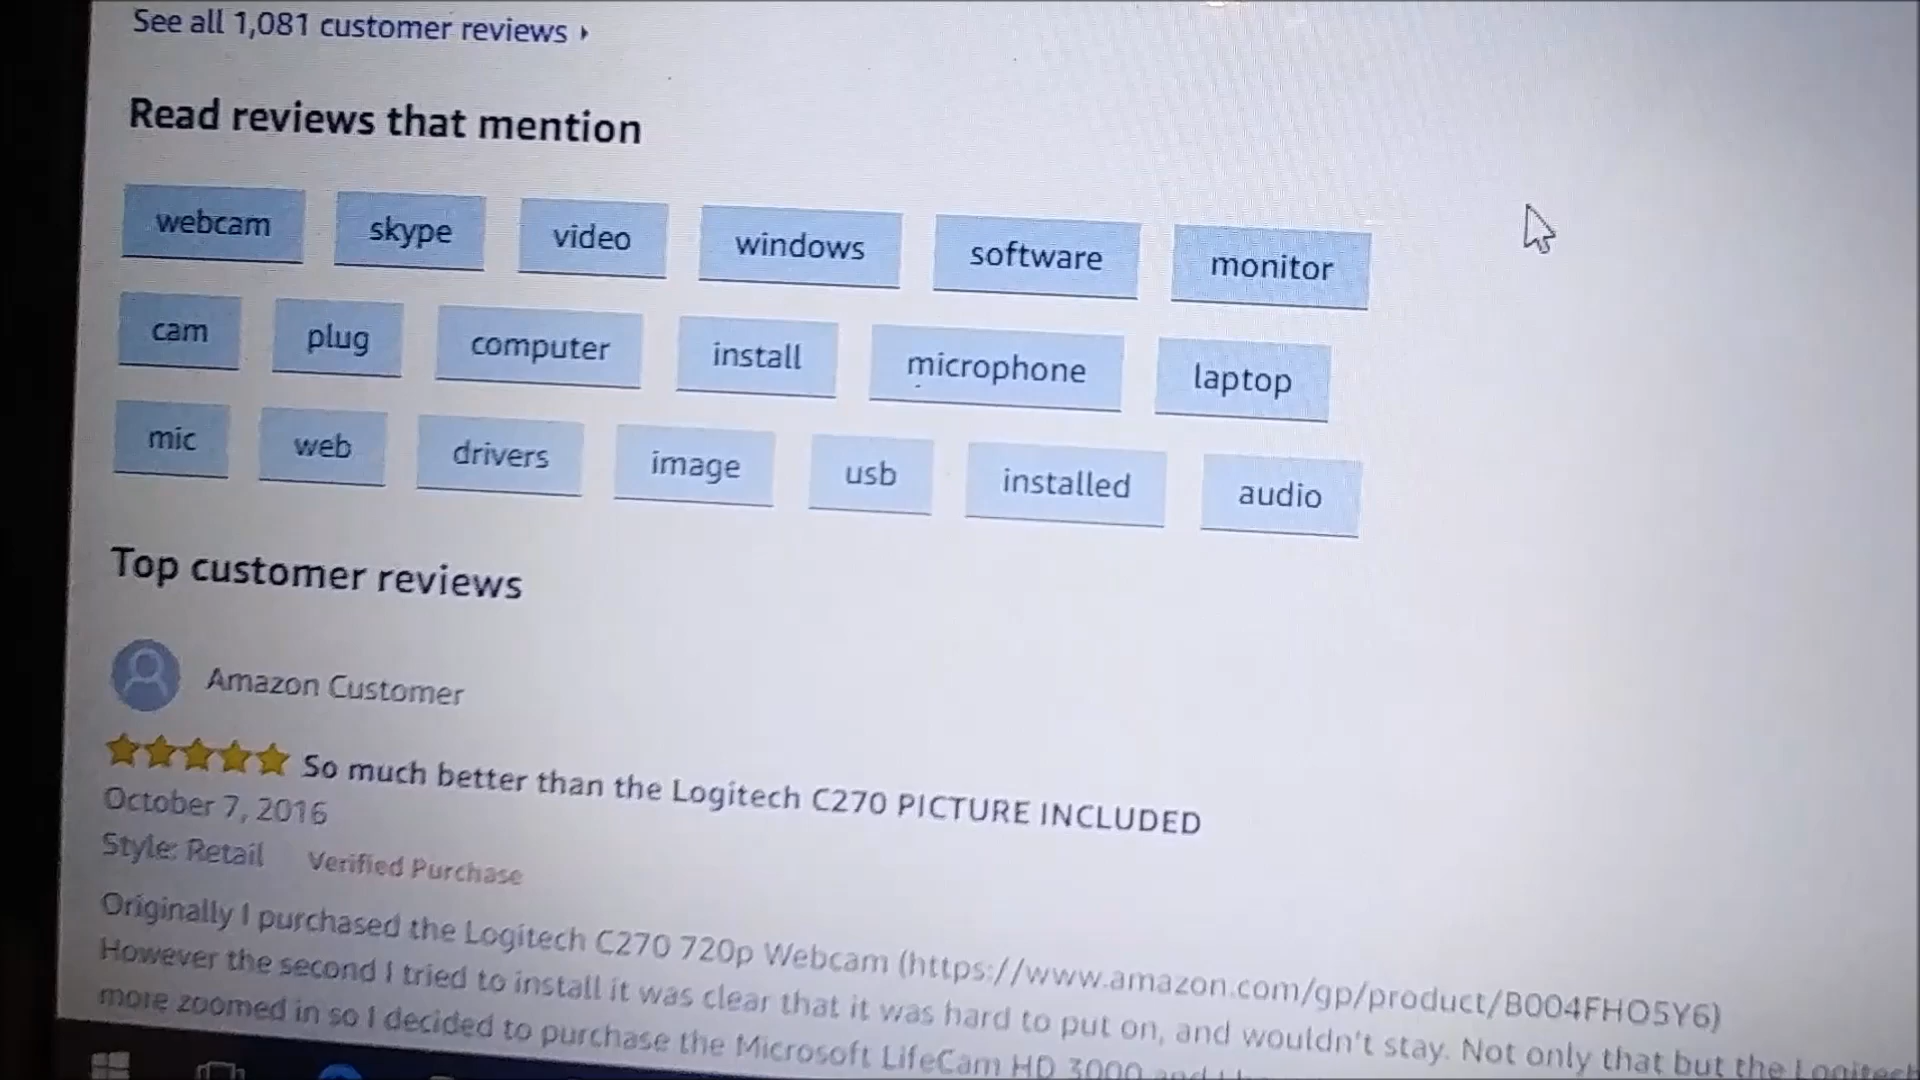 See all 1,081 customer reviews ›
Read reviews that mention
webcam skype video windows software monitor
cam plug computer install microphone laptop
mic web drivers image usb installed audio
Top customer reviews
Amazon Customer
So much better than the Logitech C270 PICTURE INCLUDED
October 7, 2016
Style: Retail Verified Purchase
Originally I purchased the Logitech C270 720p Webcam (https://www.amazon.com/gp/product/B004FHO5Y6)
However the second I tried to install it was clear that it was hard to put on, and wouldn't stay. Not only that but the Logitech
more zoomed in so I decided to purchase the Microsoft LifeCam HD 3000 and I